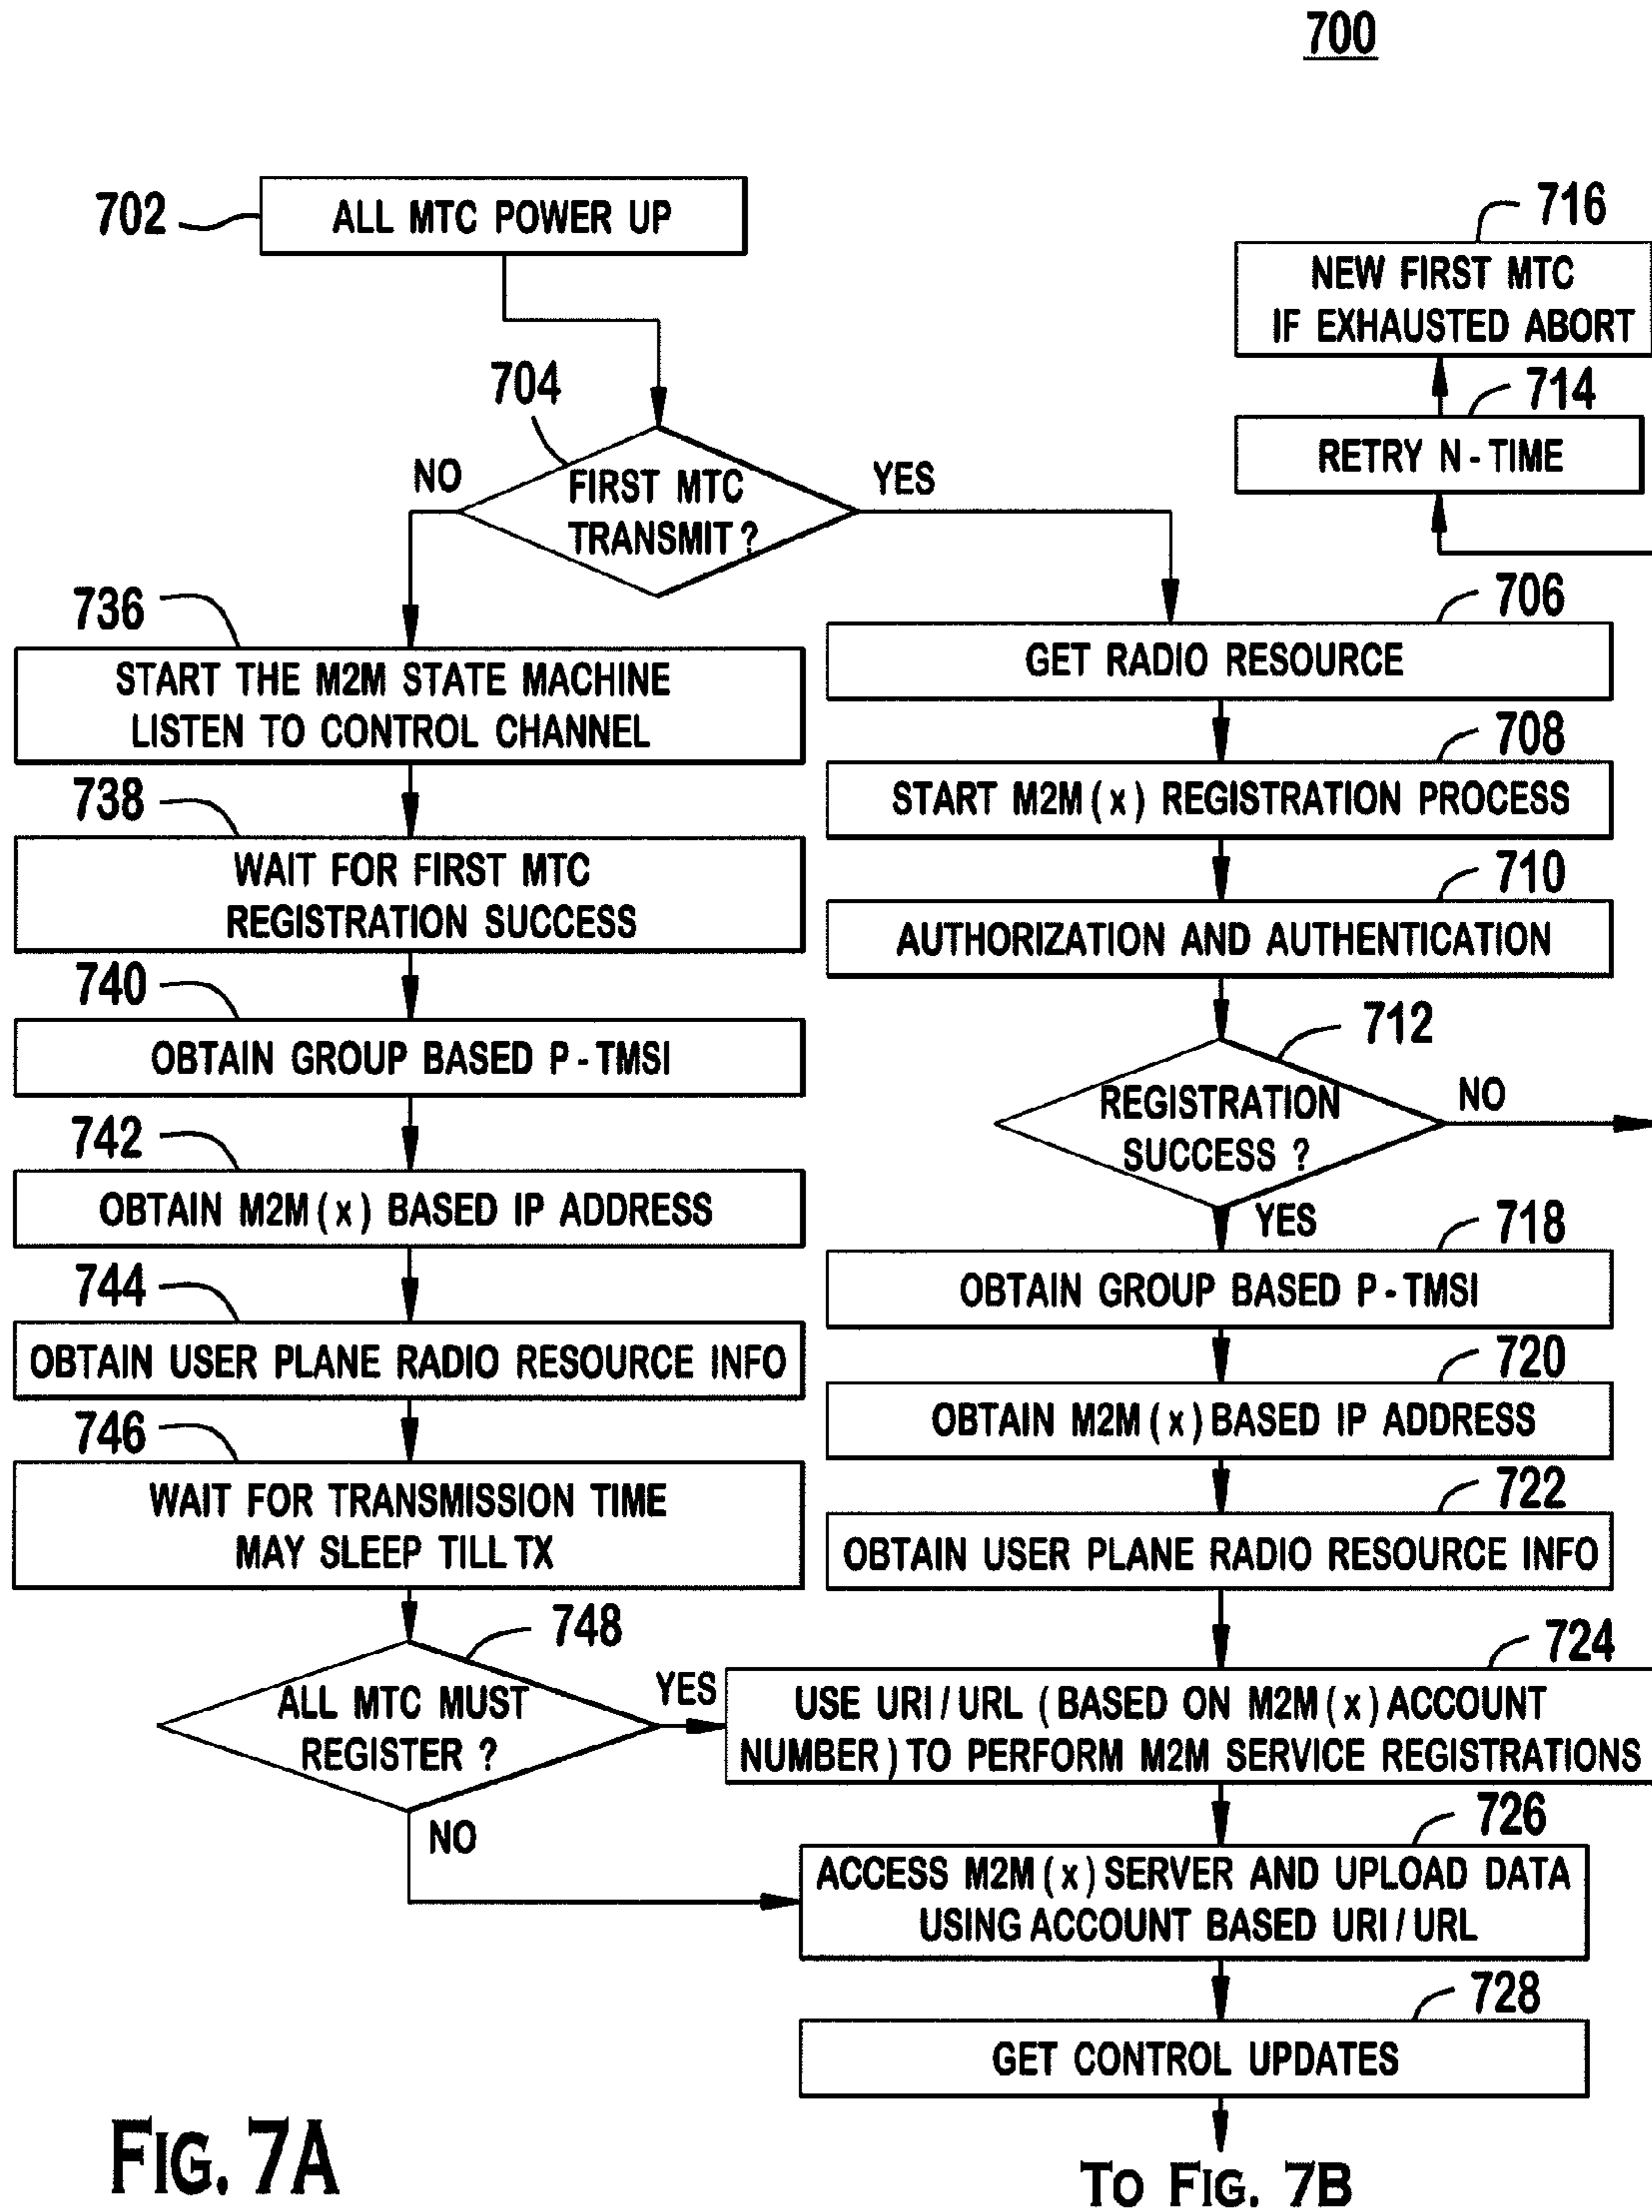 700
702
ALL MTC POWER UP
704
FIRST MTC
TRANSMIT ?
NO
YES
716
NEW FIRST MTC
IF EXHAUSTED ABORT
714
RETRY N - TIME
736
START THE M2M STATE MACHINE
LISTEN TO CONTROL CHANNEL
738
WAIT FOR FIRST MTC
REGISTRATION SUCCESS
740
OBTAIN GROUP BASED P - TMSI
742
OBTAIN M2M (x) BASED IP ADDRESS
744
OBTAIN USER PLANE RADIO RESOURCE INFO
746
WAIT FOR TRANSMISSION TIME
MAY SLEEP TILL TX
748
ALL MTC MUST
REGISTER ?
YES
NO
706
GET RADIO RESOURCE
708
START M2M (x) REGISTRATION PROCESS
710
AUTHORIZATION AND AUTHENTICATION
712
REGISTRATION
SUCCESS ?
NO
YES
718
OBTAIN GROUP BASED P - TMSI
720
OBTAIN M2M (x) BASED IP ADDRESS
722
OBTAIN USER PLANE RADIO RESOURCE INFO
724
USE URI / URL (BASED ON M2M (x) ACCOUNT
NUMBER) TO PERFORM M2M SERVICE REGISTRATIONS
726
ACCESS M2M (x) SERVER AND UPLOAD DATA
USING ACCOUNT BASED URI / URL
728
GET CONTROL UPDATES
FIG. 7A
TO FIG. 7B